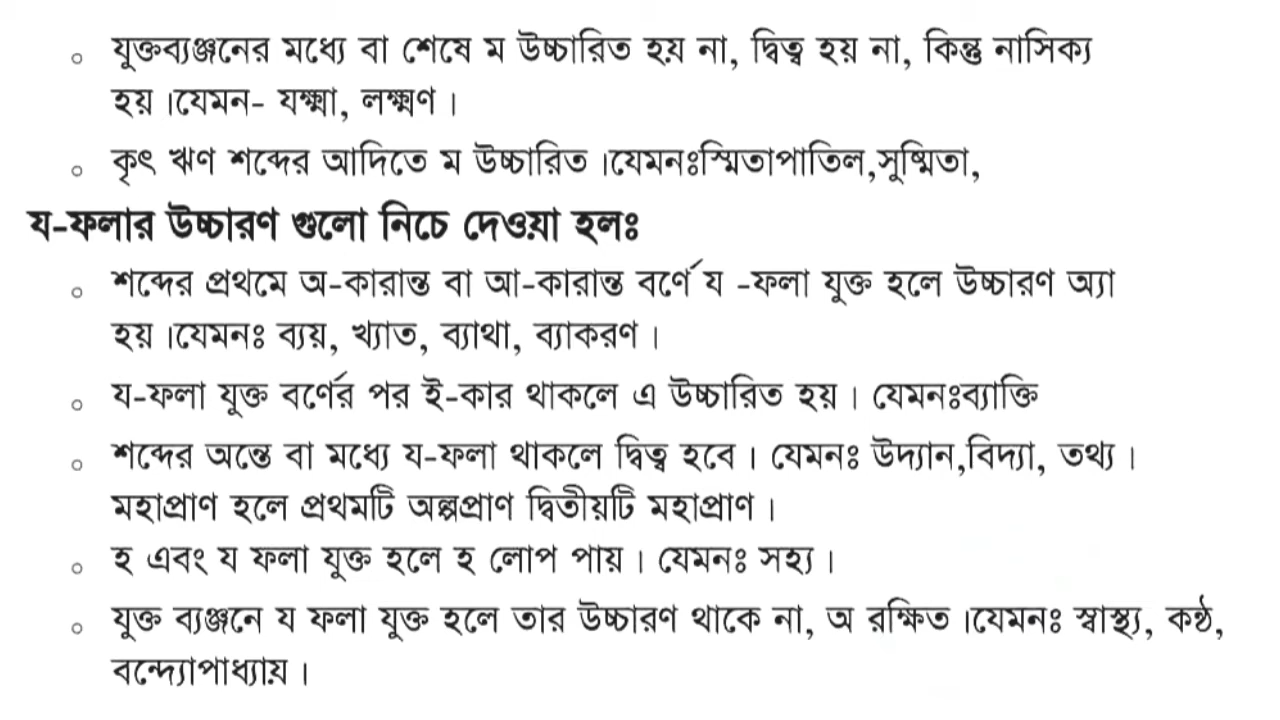 যুক্তব্যঞ্জনের মধ্যে বা শেষে ম উচ্চারিত হয় না, দ্বিত্ব হয় না, কিন্তু নাসিক্য
হয়।যেমন- যক্ষ্মা, লক্ষ্মণ।
কৃৎ ঋণ শব্দের আদিতে ম উচ্চারিত।যেমনঃস্মিতাপাতিল,সুষ্মিতা,
য-ফলার উচ্চারণ গুলো নিচে দেওয়া হলঃ
শব্দের প্রথমে অ-কারান্ত বা আ-কারান্ত বর্ণে য -ফলা যুক্ত হলে উচ্চারণ অ্যা
হয়।যেমনঃ ব্যয়, খ্যাত, ব্যাথা, ব্যাকরণ।
য-ফলা যুক্ত বর্ণের পর ই-কার থাকলে এ উচ্চারিত হয়। যেমনঃব্যাক্তি
শব্দের অন্তে বা মধ্যে য-ফলা থাকলে দ্বিত্ব হবে। যেমনঃ উদ্যান,বিদ্যা, তথ্য।
মহাপ্রাণ হলে প্রথমটি অল্পপ্রাণ দ্বিতীয়টি মহাপ্রাণ।
হ এবং য ফলা যুক্ত হলে হ লোপ পায়। যেমনঃ সহ্য।
যুক্ত ব্যঞ্জনে য ফলা যুক্ত হলে তার উচ্চারণ থাকে না, অ রক্ষিত।যেমনঃ স্বাস্থ্য, কন্ঠ,
বন্দ্যোপাধ্যায়।